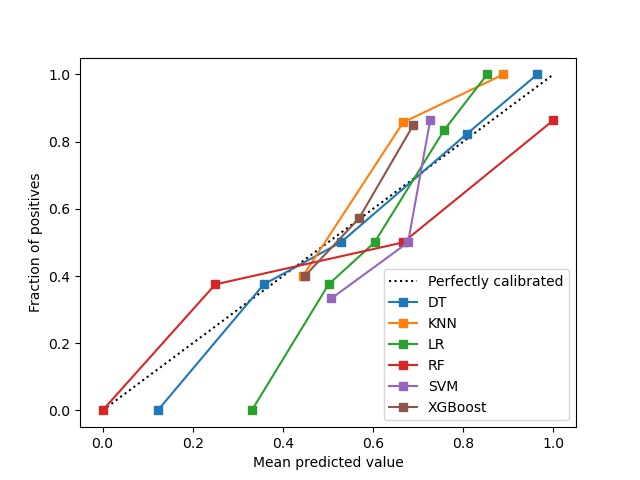 1.0
0.8
0.6
0.4
0.2
0.0
Fraction of positives
0.0 0.2 0.4 0.6 0.8 1.0
Mean predicted value
Perfectly calibrated
DT
KNN
LR
RF
SVM
XGBoost